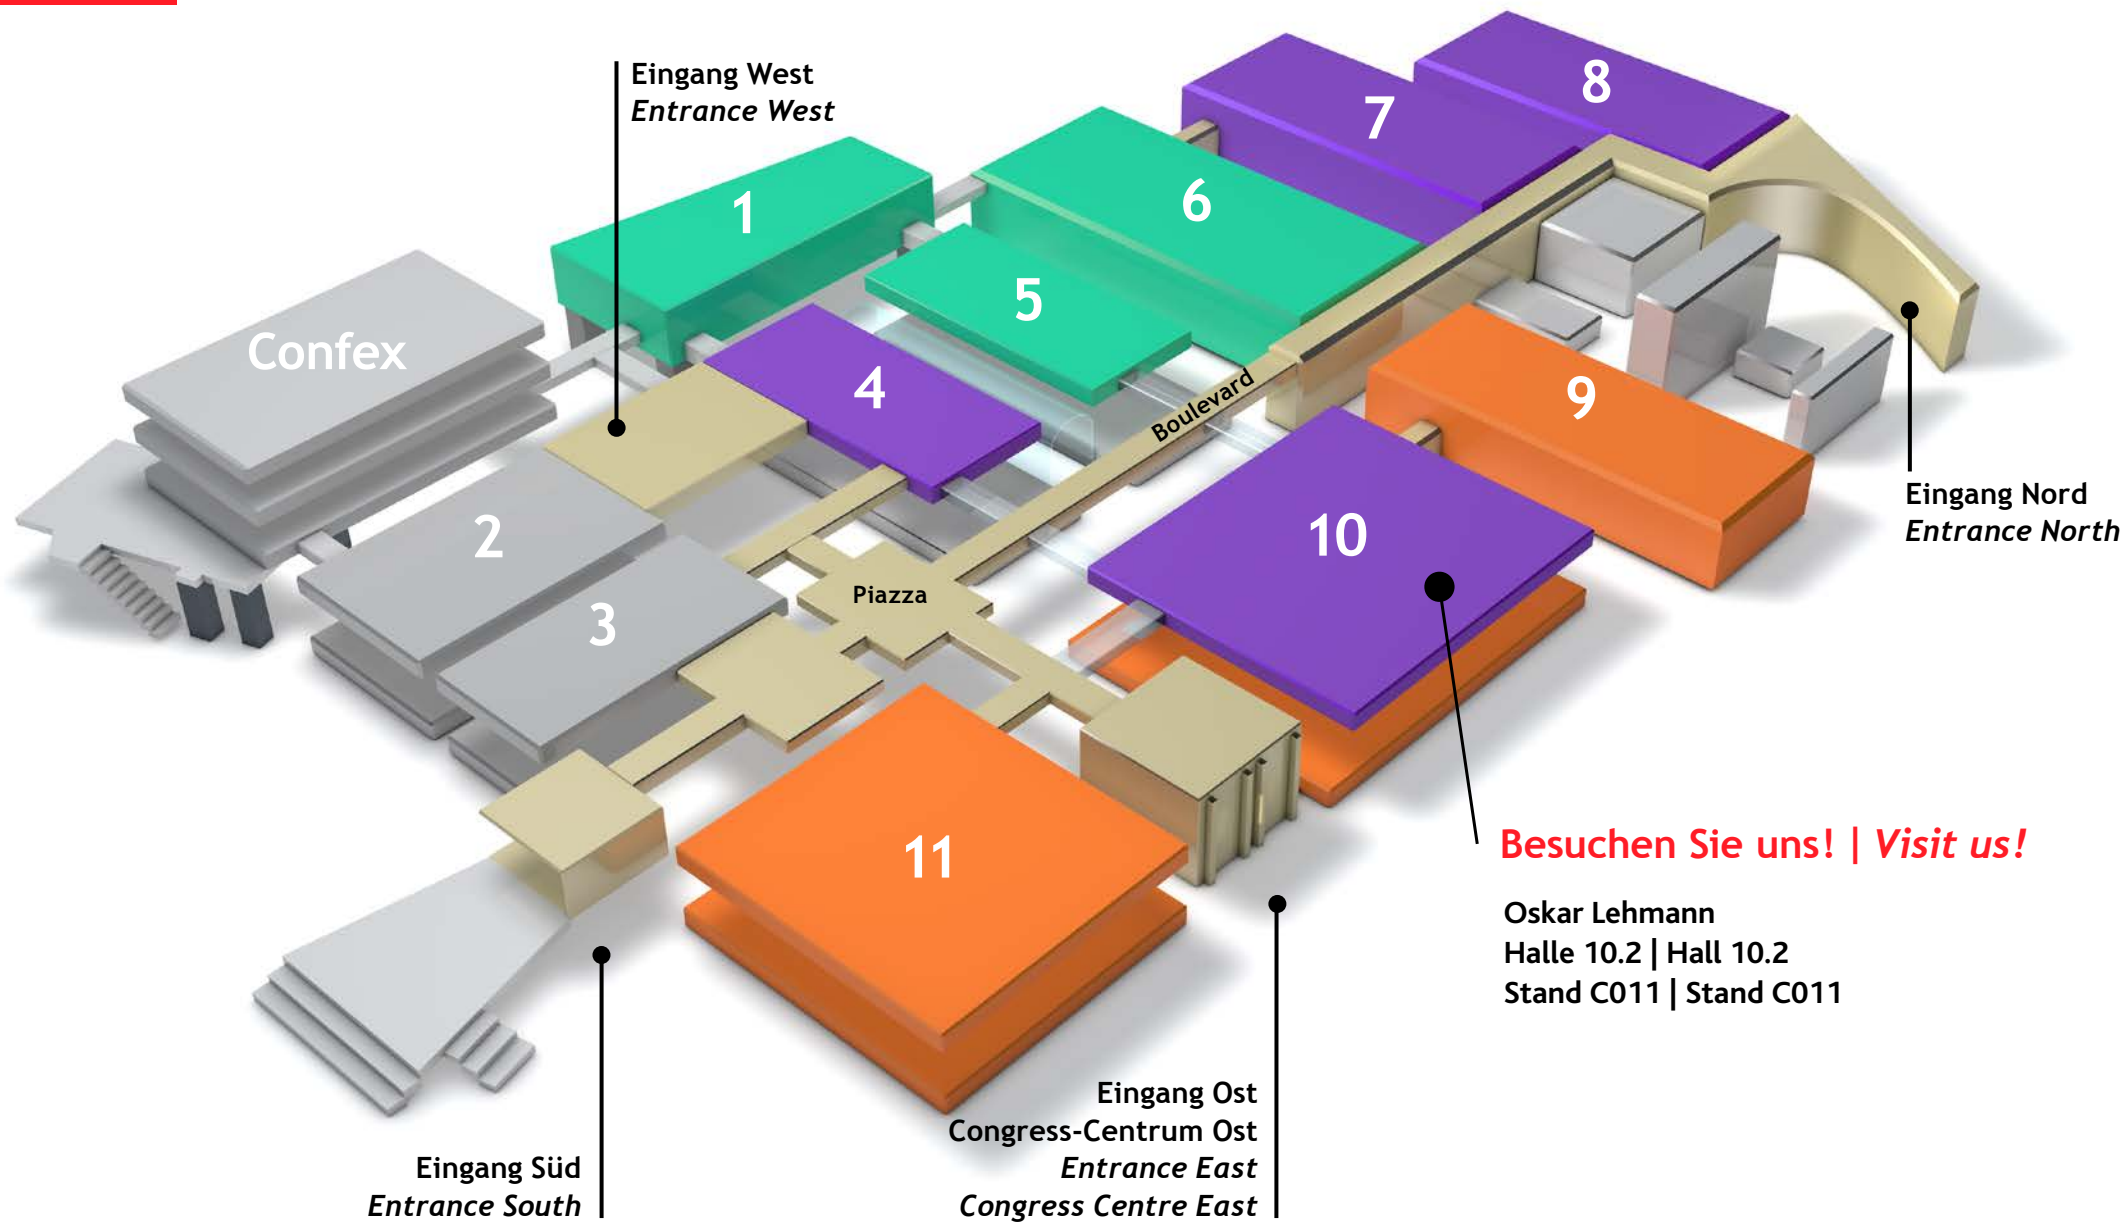 Eingang West
Entrance West
8
7
1
6
5
Confex
4
Boulevard
9
Eingang Nord
Entrance North
2
10
Piazza
3
11
Besuchen Sie uns! | Visit us!
Oskar Lehmann
Halle 10.2 | Hall 10.2
Stand C011 | Stand C011
Eingang Ost
Congress-Centrum Ost
Entrance East
Congress Centre East
Eingang Süd
Entrance South